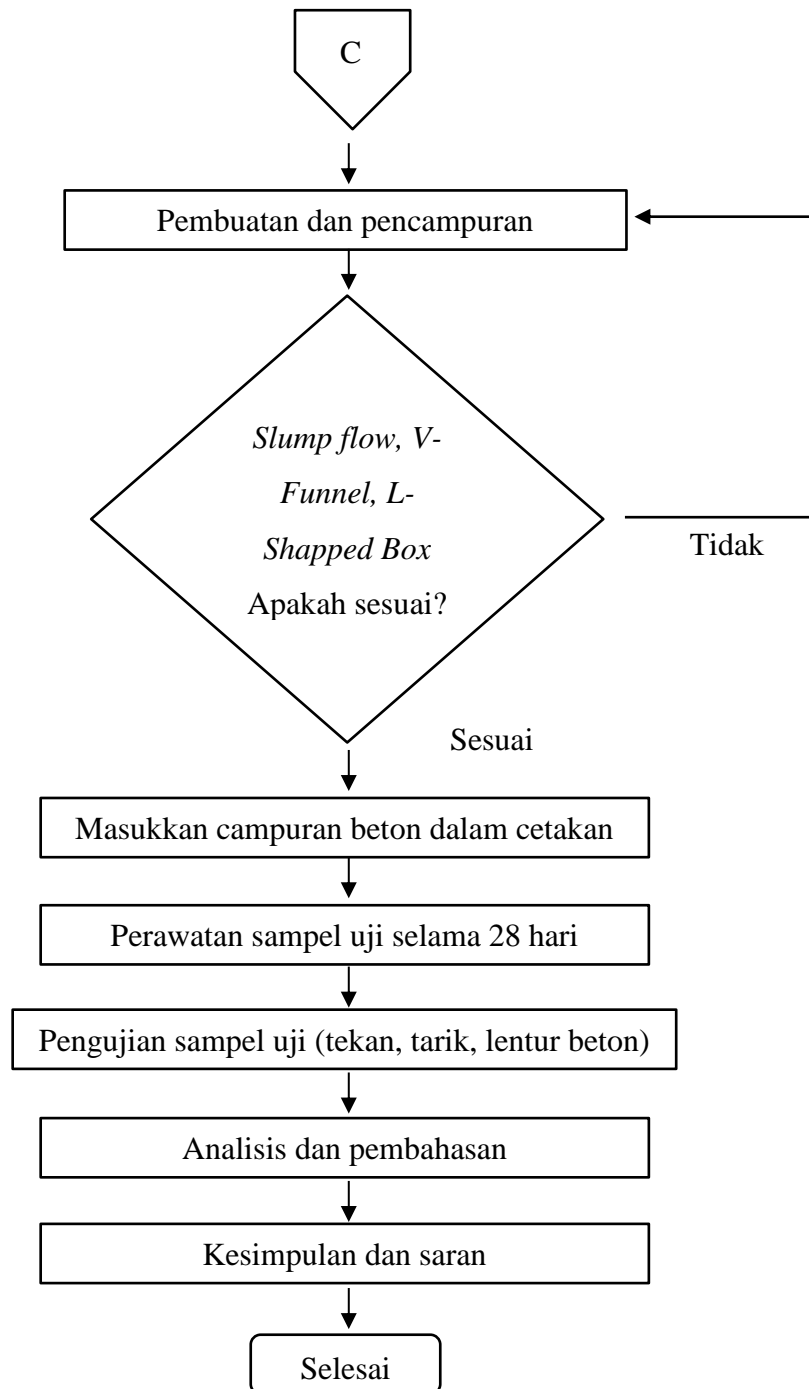 C
Pembuatan dan pencampuran
Slump flow, V-
Funnel, L-
Shapped Box
Apakah sesuai?
Tidak
Sesuai
Masukkan campuran beton dalam cetakan
Perawatan sampel uji selama 28 hari
Pengujian sampel uji (tekan, tarik, lentur beton)
Analisis dan pembahasan
Kesimpulan dan saran
Selesai